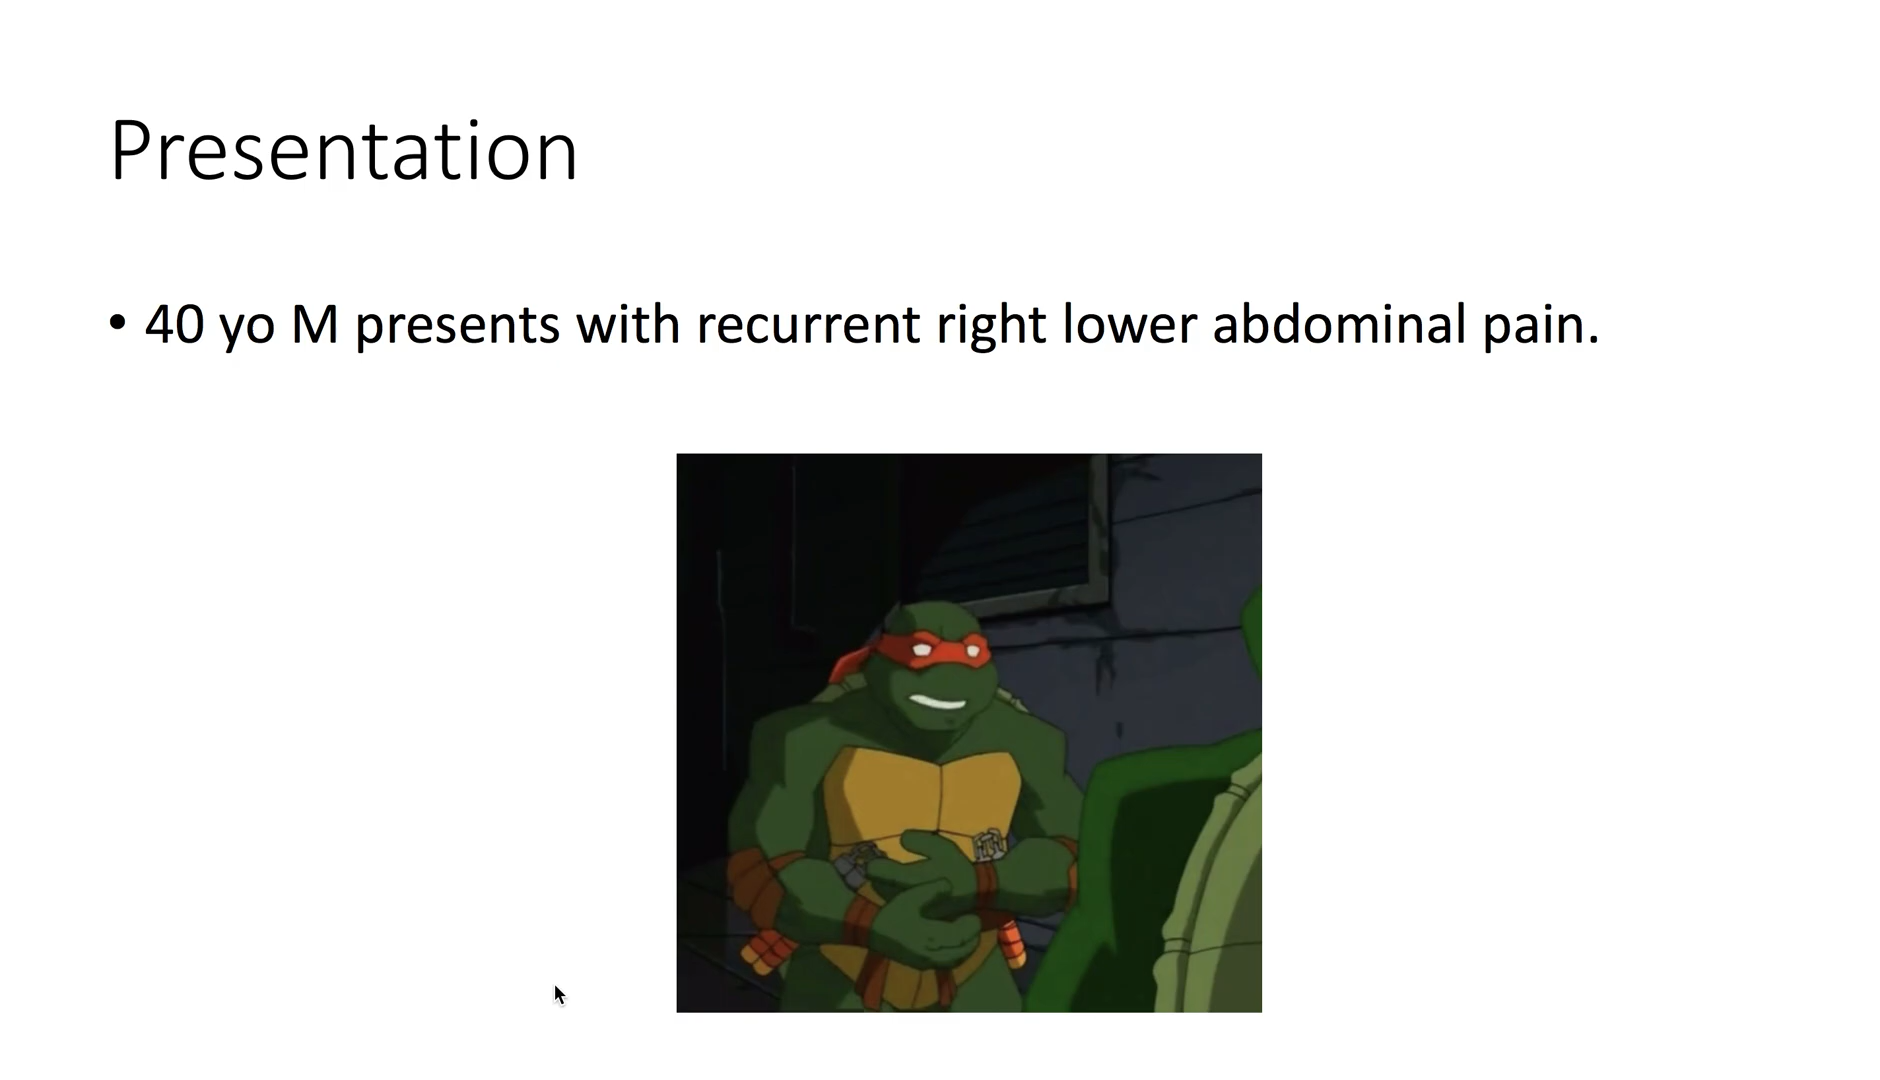 Presentation
• 40 yo M presents with recurrent right lower abdominal pain.